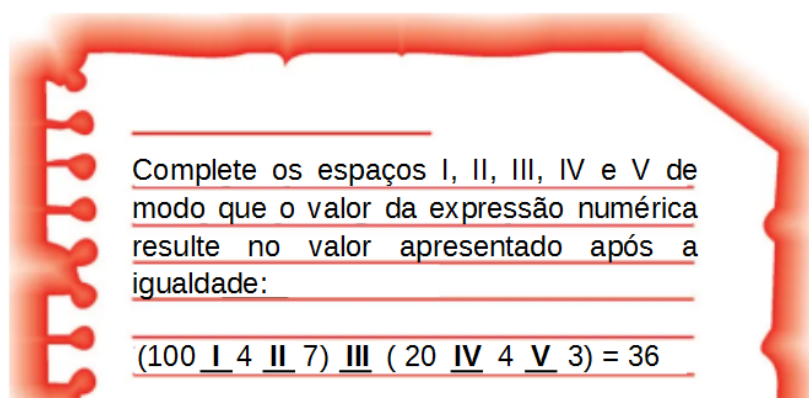 Complete os espaços I, II, III, IV e V de
modo que o valor da expressão numérica
resulte no valor apresentado após a
igualdade:
(100 I 4 II 7) III ( 20 IV 4 V 3) = 36